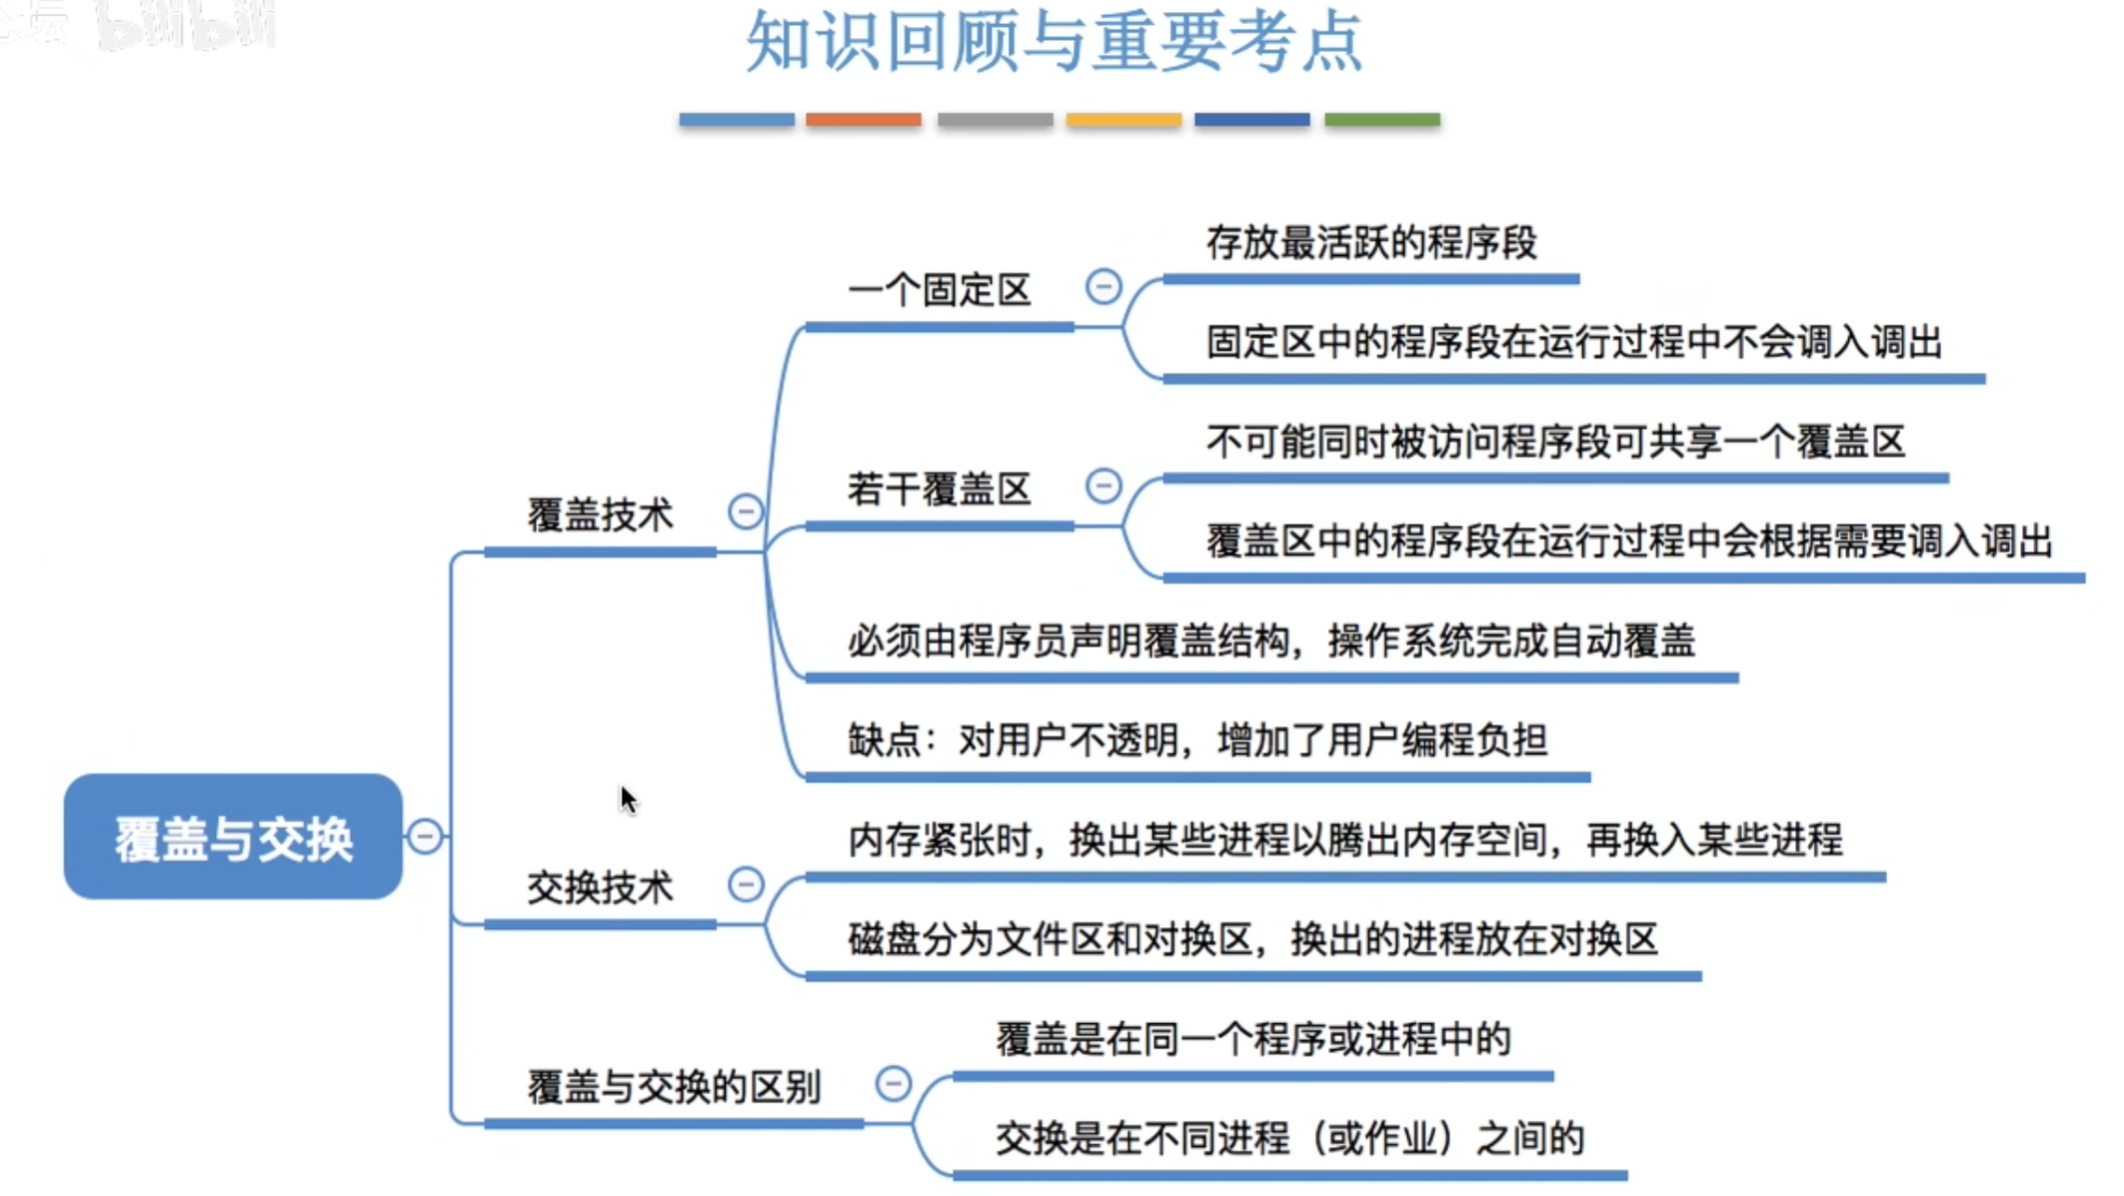 坛 bilibili
知识回顾与重要考点
存放最活跃的程序段
一个固定区
固定区中的程序段在运行过程中不会调入调出
不可能同时被访问程序段可共享一个覆盖区
若干覆盖区
覆盖技术
覆盖区中的程序段在运行过程中会根据需要调入调出
必须由程序员声明覆盖结构，操作系统完成自动覆盖
缺点：对用户不透明，增加了用户编程负担
覆盖与交换
内存紧张时，换出某些进程以腾出内存空间，再换入某些进程
交换技术
磁盘分为文件区和对换区，换出的进程放在对换区
覆盖是在同一个程序或进程中的
覆盖与交换的区别
交换是在不同进程（或作业）之间的